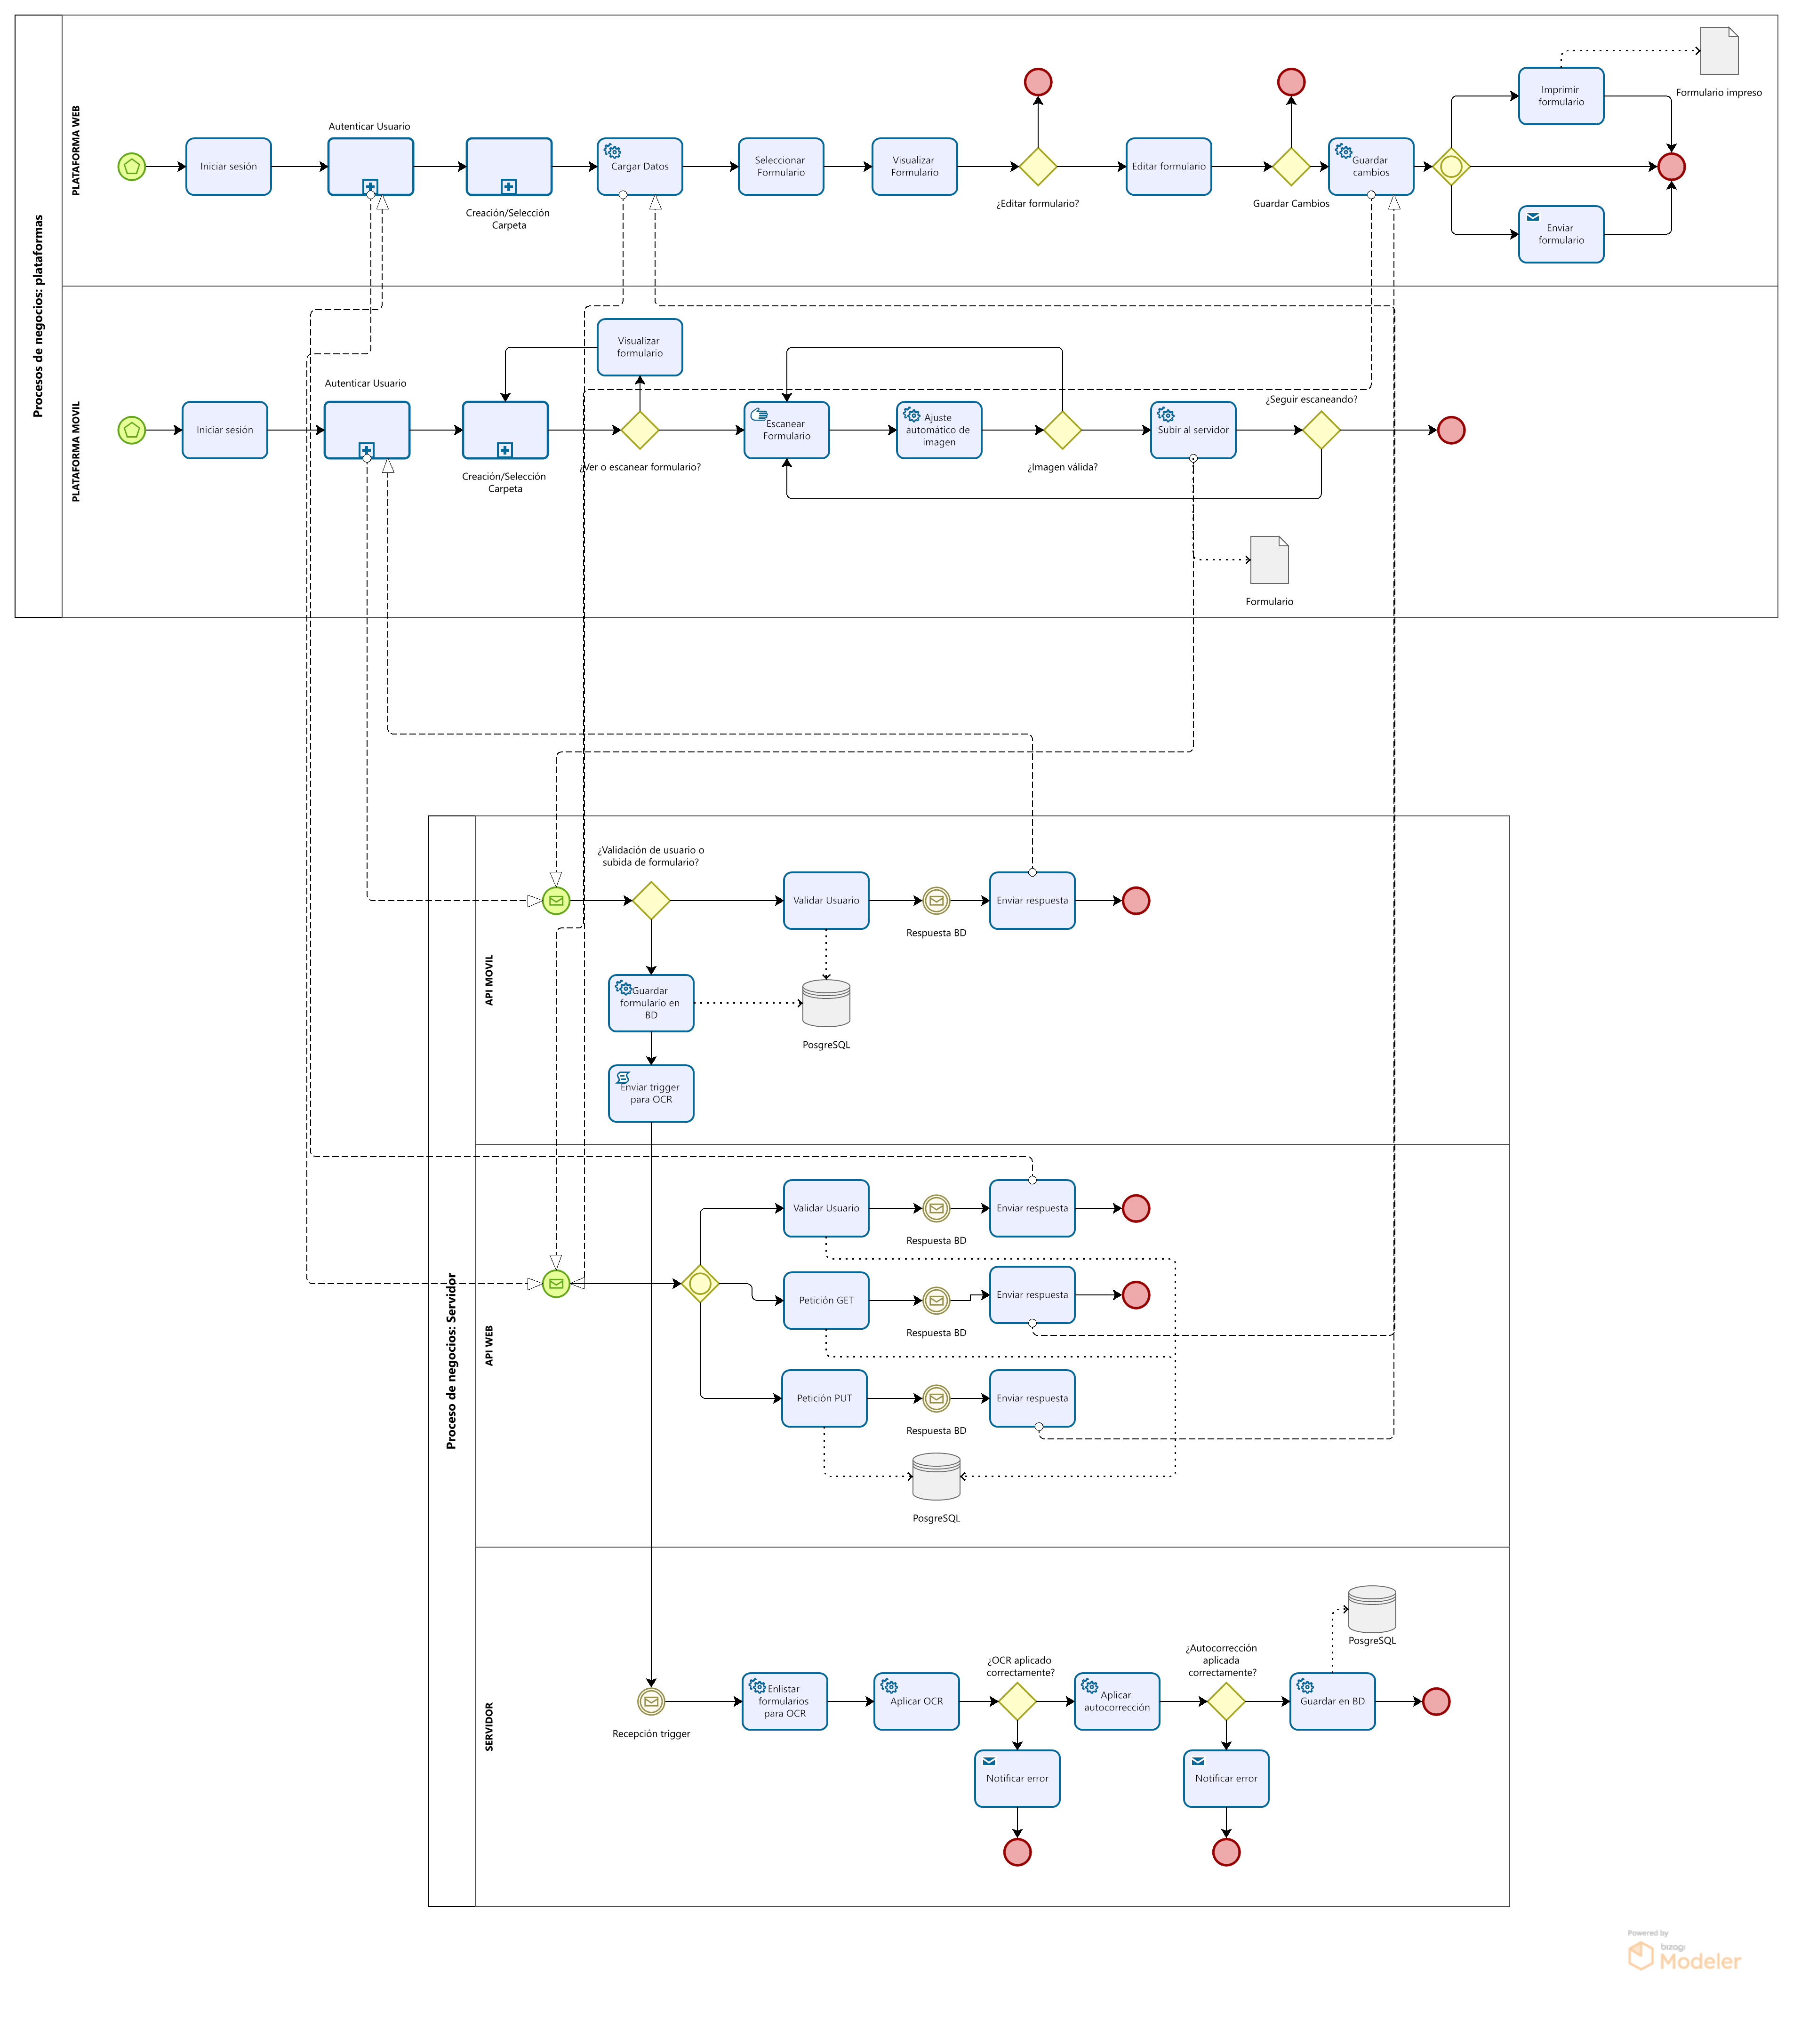 Procesos de negocios: plataformas
PLATAFORMA WEB
Iniciar sesión
Autenticar Usuario
Creación/Selección
Carpeta
Cargar Datos
Seleccionar
Formulario
Visualizar
Formulario
¿Editar formulario?
Editar formulario
Guardar Cambios
Guardar
cambios
Imprimir
formulario
Formulario impreso
Enviar
formulario
PLATAFORMA MOVIL
Iniciar sesión
Autenticar Usuario
Creación/Selección
Carpeta
Visualizar
formulario
¿Ver o escanear formulario?
Escanear
Formulario
Ajuste
automático de
imagen
¿Imagen válida?
Subir al servidor
¿Seguir escaneando?
Formulario
Proceso de negocios: Servidor
API MOVIL
¿Validación de usuario o
subida de formulario?
Validar Usuario
Respuesta BD
Enviar respuesta
Guardar
formulario en
BD
PosgreSQL
Enviar trigger
para OCR
API WEB
Validar Usuario
Respuesta BD
Enviar respuesta
Petición GET
Respuesta BD
Enviar respuesta
Petición PUT
Respuesta BD
Enviar respuesta
PosgreSQL
SERVIDOR
Recepción trigger
Enlistar
formularios
para OCR
Aplicar OCR
¿OCR aplicado
correctamente?
Notificar error
Aplicar
autocorrección
¿Autocorrección
aplicada
correctamente?
Notificar error
Guardar en BD
PosgreSQL
Powered by
bizagi
Modeler